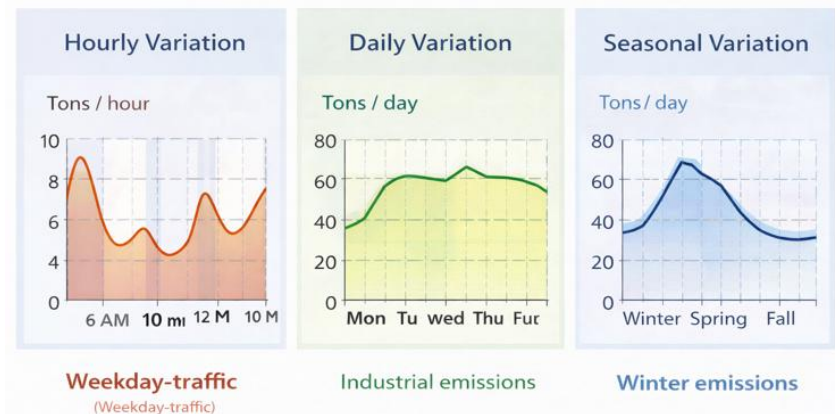 Hourly Variation
Tons / hour
10
8
6
4
0
6 AM 10 mı 12 M 10 M
Weekday-traffic
(Weekday-traffic)
Daily Variation
Tons / day
80
60
40
20
0
Mon Tu wed Thu Fur
Industrial emissions
Seasonal Variation
Tons / day
80
60
40
20
0
Winter Spring Fall
Winter emissions